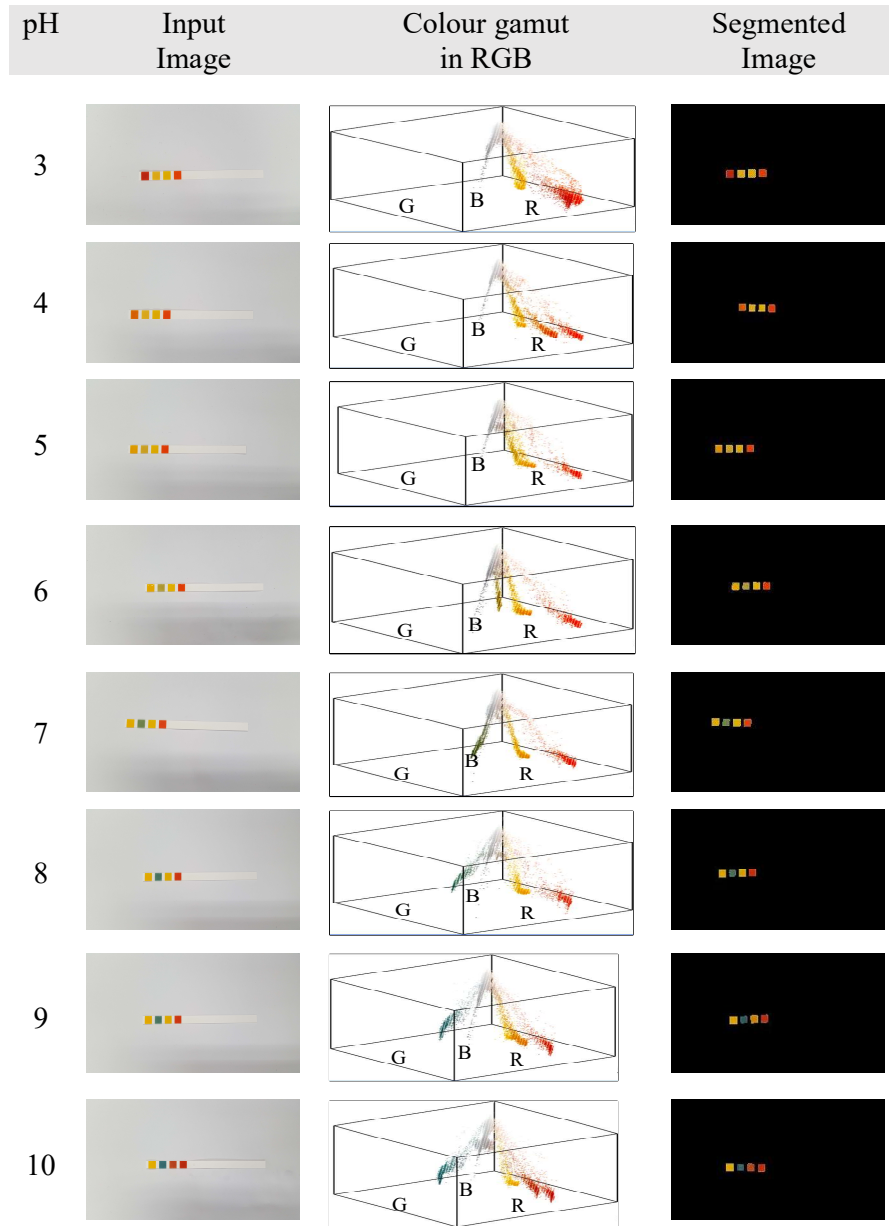 pH Input Image Colour gamut in RGB Segmented Image
3
G B R
4
G B R
5
G B R
6
G B R
7
G B R
8
G B R
9
G B R
10
G B R